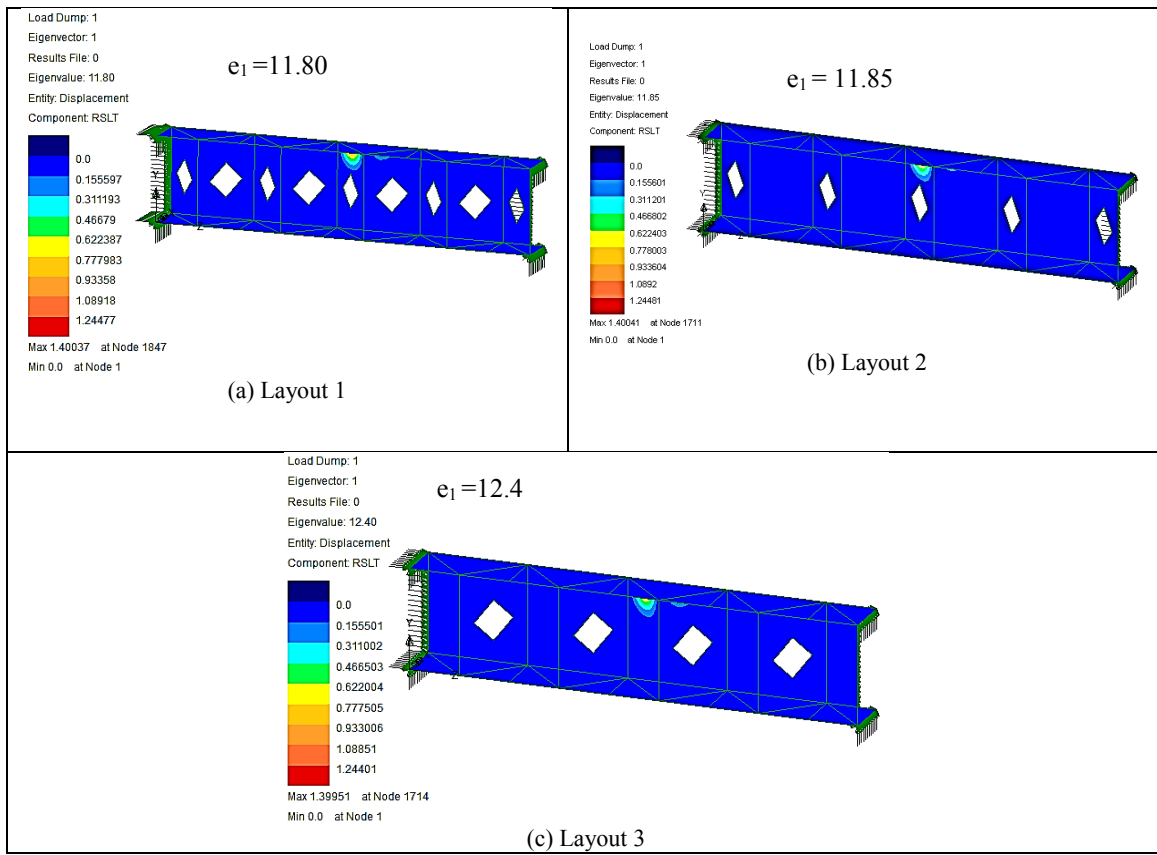 Load Dump: 1
Eigenvector: 1
Results File: 0
Eigenvalue: 11.80
Entity: Displacement
Component: RSLT
e1 =11.80
0.0
0.155597
0.311193
0.46679
0.622387
0.777983
0.93358
1.08918
1.24477
Max 1.40037 at Node 1847
Min 0.0 at Node 1
Y
Z
(a) Layout 1
Load Dump: 1
Eigenvector: 1
Results File: 0
Eigenvalue: 11.85
Entity: Displacement
Component: RSLT
e1 = 11.85
0.0
0.155601
0.311201
0.466802
0.622403
0.778003
0.933604
1.0892
1.24481
Max 1.40041 at Node 1711
Min 0.0 at Node 1
Y
Z
(b) Layout 2
Load Dump: 1
Eigenvector: 1
Results File: 0
Eigenvalue: 12.40
Entity: Displacement
Component: RSLT
e1 =12.4
0.0
0.155501
0.311002
0.466503
0.622004
0.777505
0.933006
1.08851
1.24401
Max 1.39951 at Node 1714
Min 0.0 at Node 1
Y
Z
(c) Layout 3